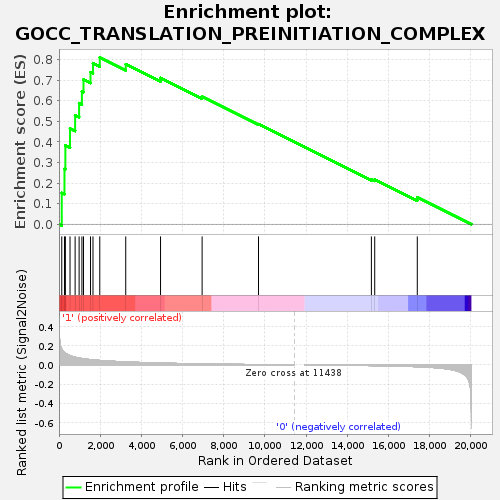 Enrichment plot:
GOCC_TRANSLATION_PREINITIATION_COMPLEX
Enrichment score (ES)
0.8
0.7
0.6
0.5
0.4
0.3
0.2
0.1
0.0
'1' (positively correlated)
Ranked list metric (Signal2Noise)
0.4
0.2
0.0
-0.2
-0.4
-0.6
Zero cross at 11438
'0' (negatively correlated)
0 2,000 4,000 6,000 8,000 10,000 12,000 14,000 16,000 18,000 20,000
Rank in Ordered Dataset
Enrichment profile Hits Ranking metric scores